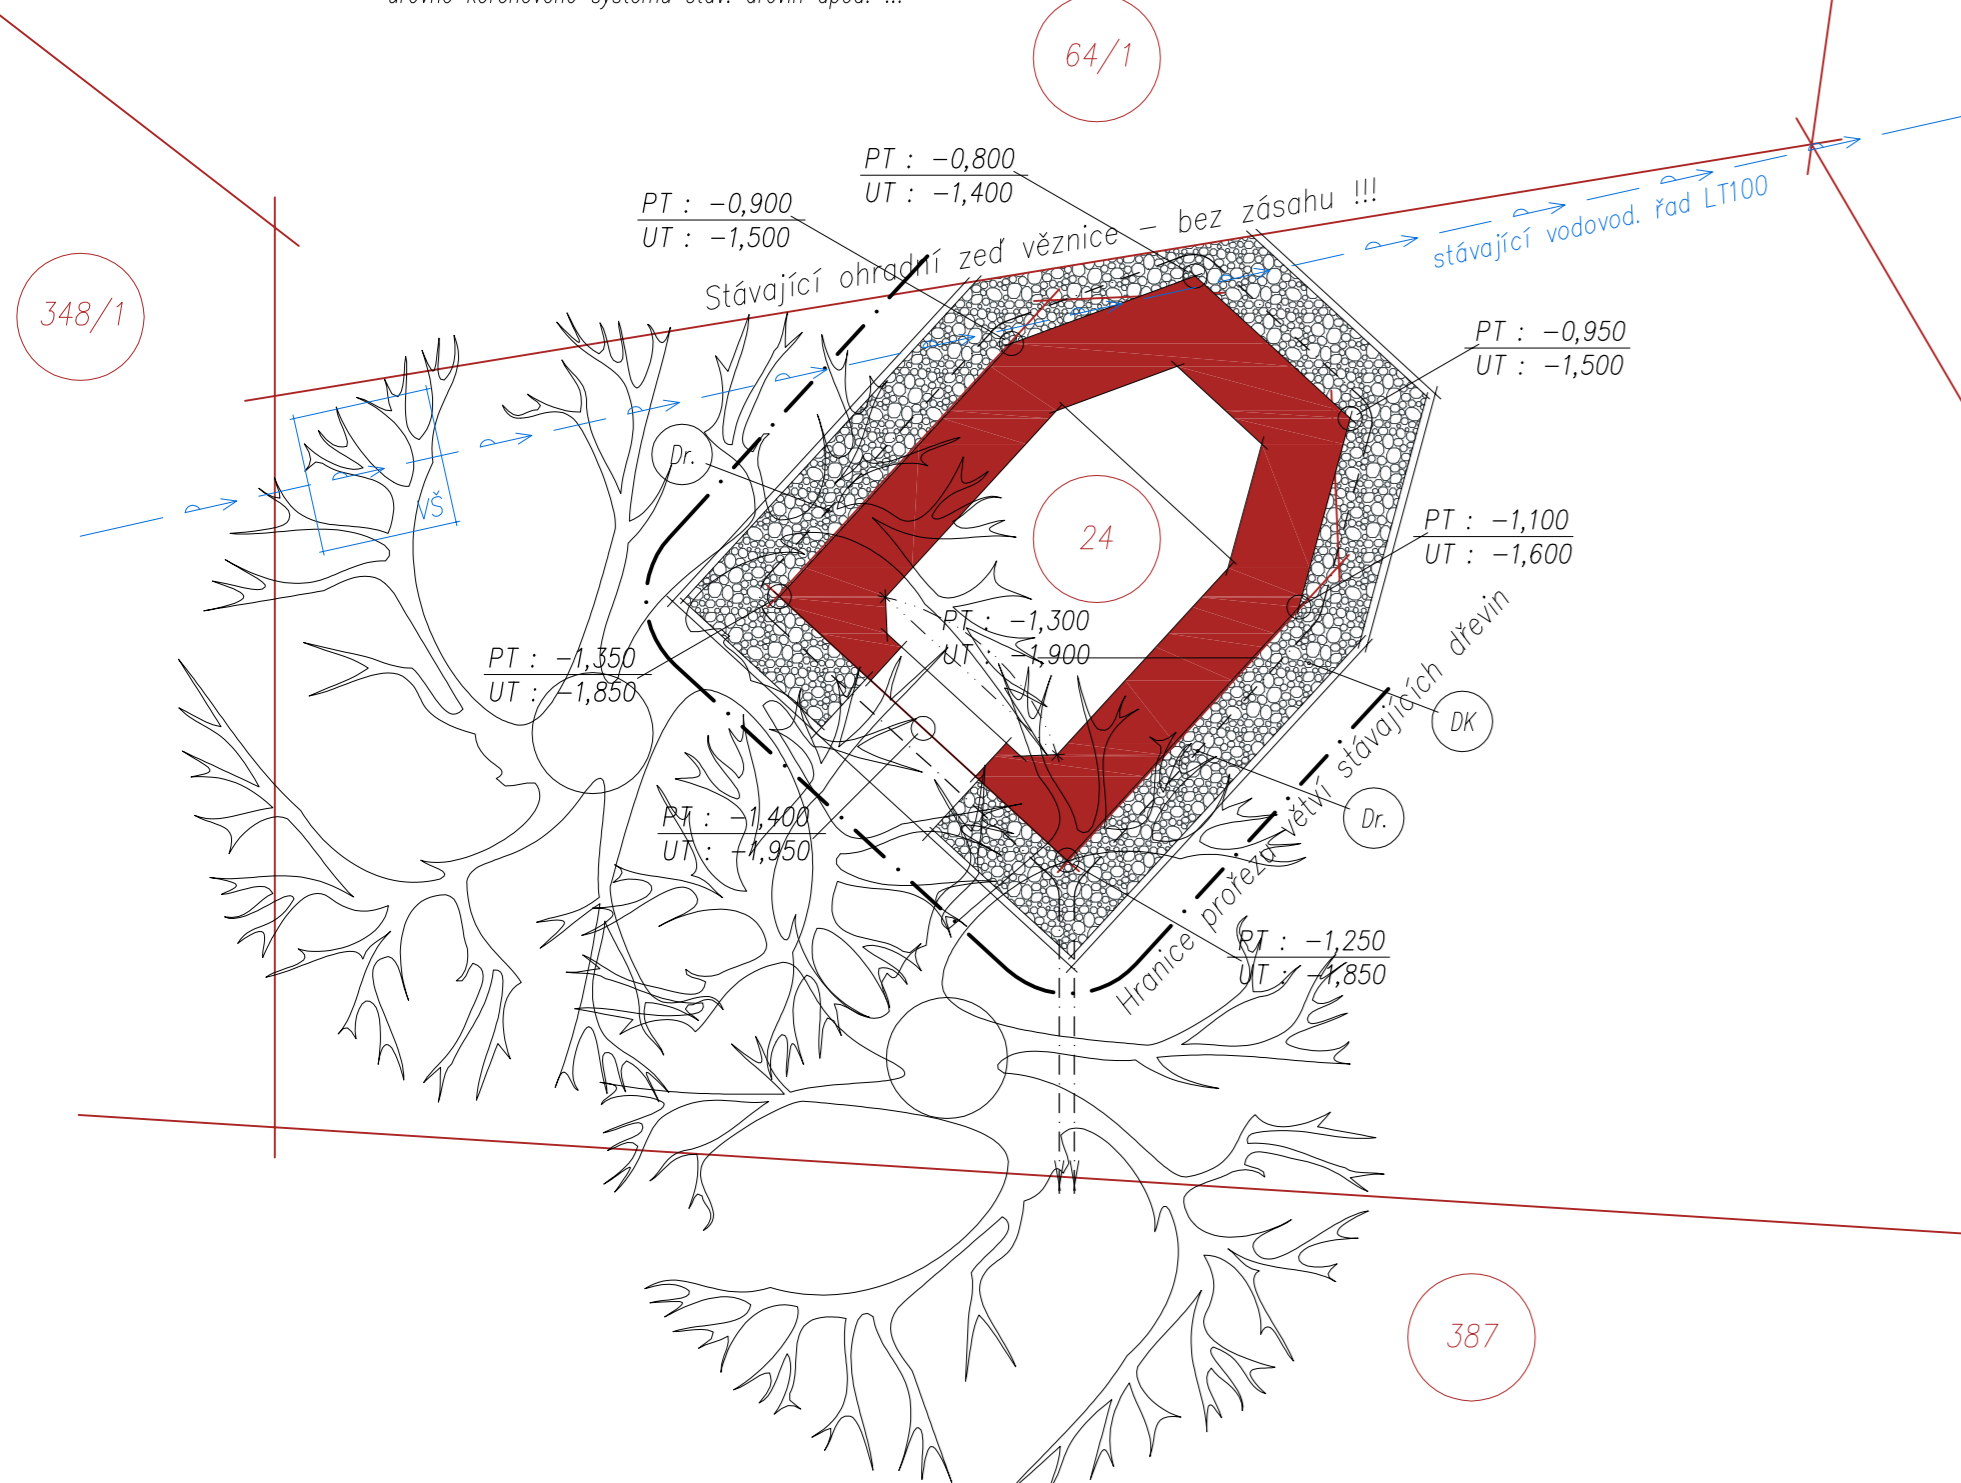 64/1
PT : -0,800
UT : -1,400
PT : -0,900
UT : -1,500
Stávající ohradní zeď věznice - bez zásahu !!!
stávající vodovod. řad LT100
348/1
PT : -0,950
UT : -1,500
Dr.
VŠ
24
PT : -1,100
UT : -1,600
PT : -1,300
UT : -1,900
PT : -1,350
UT : -1,850
DK
Hranice prořezu větví stávajících dřevin
PT : -1,400
UT : -1,950
Dr.
PT : -1,250
UT : -1,850
387